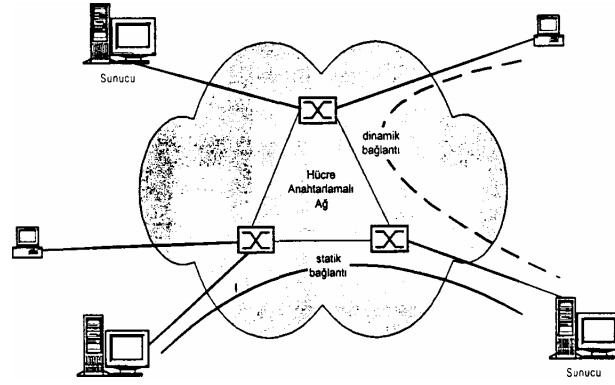 Sunucu
dinamik
bağlantı
Hücre
Anahtarlamalı
Ağ
statik
bağlantı
Sunucu